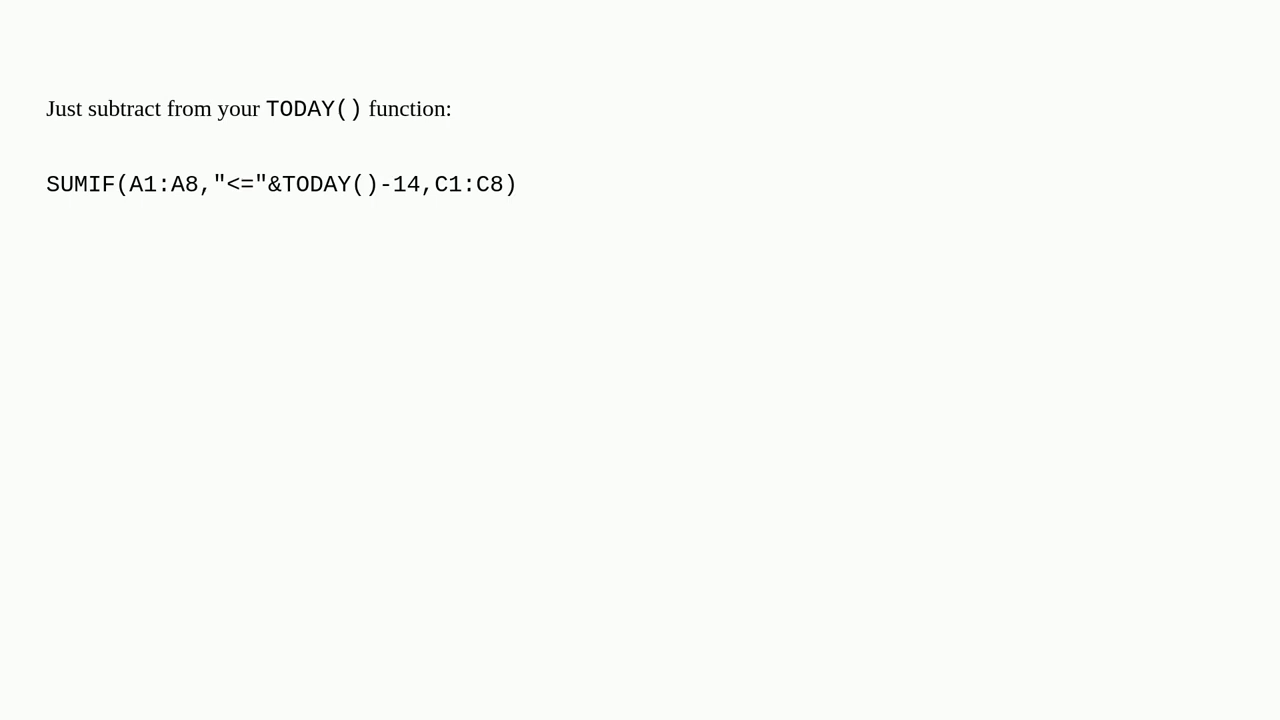 Just subtract from your TODAY() function:
SUMIF(A1:A8,"<="&TODAY()-14,C1:C8)